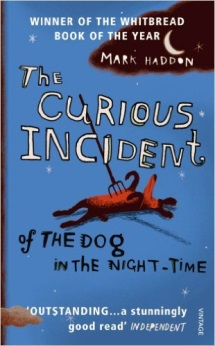 WINNER OF THE WHITBREAD
BOOK OF THE YEAR
MARK HADDON
THE
CURIOUS
INCIDENT
of THE DOG
IN THE NIGHT-TIME
'OUTSTANDING...a stunningly
good read' INDEPENDENT
VINTAGE